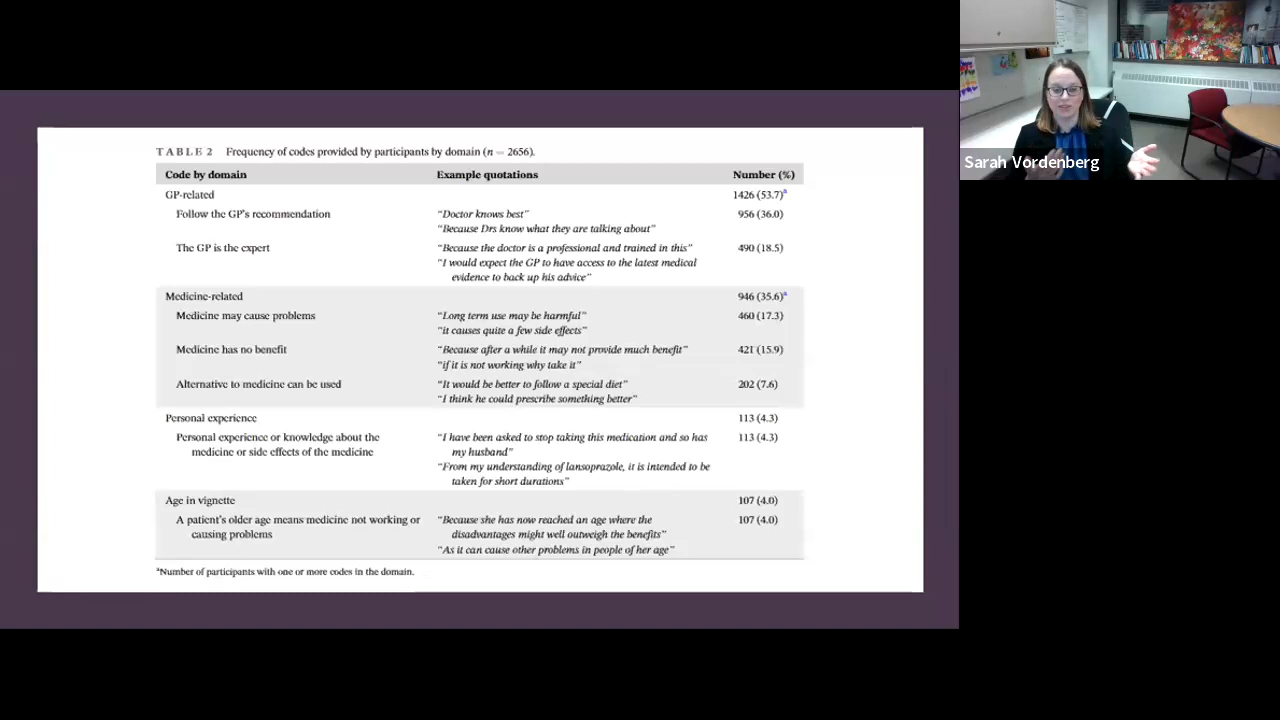 TABLE 2 Frequency of codes provided by participants by domain (n = 2656).
Code by domain Example quotations Number (%)
GP-related 1426 (53.7)a
Follow the GP's recommendation "Doctor knows best" 956 (36.0)
"Because Drs know what they are talking about"
The GP is the expert "Because the doctor is a professional and trained in this" 490 (18.5)
"I would expect the GP to have access to the latest medical
evidence to back up his advice"
Medicine-related 946 (35.6)a
Medicine may cause problems "Long term use may be harmful" 460 (17.3)
"it causes quite a few side effects"
Medicine has no benefit "Because after a while it may not provide much benefit" 421 (15.9)
"if it is not working why take it"
Alternative to medicine can be used "It would be better to follow a special diet" 202 (7.6)
"I think he could prescribe something better"
Personal experience 113 (4.3)
Personal experience or knowledge about the "I have been asked to stop taking this medication and so has 113 (4.3)
medicine or side effects of the medicine my husband"
"From my understanding of lansoprazole, it is intended to be
taken for short durations"
Age in vignette 107 (4.0)
A patient's older age means medicine not working or "Because she has now reached an age where the 107 (4.0)
causing problems disadvantages might well outweigh the benefits"
"As it can cause other problems in people of her age"
aNumber of participants with one or more codes in the domain.
Sarah Vordenberg